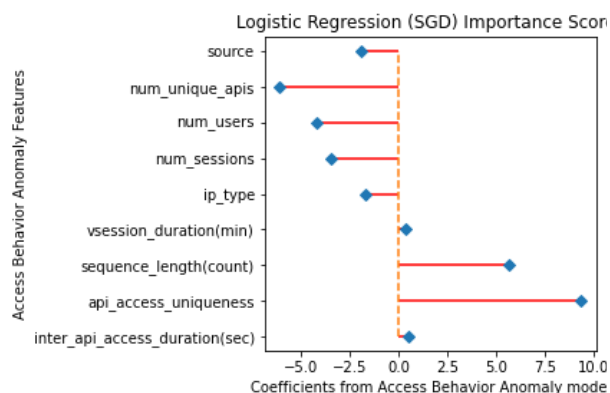 Logistic Regression (SGD) Importance Scor
Access Behavior Anomaly Features
source
num_unique_apis
num_users
num_sessions
ip_type
vsession_duration(min)
sequence_length(count)
api_access_uniqueness
inter_api_access_duration(sec)
−5.0 −2.5 0.0 2.5 5.0 7.5 10.0
Coefficients from Access Behavior Anomaly mode